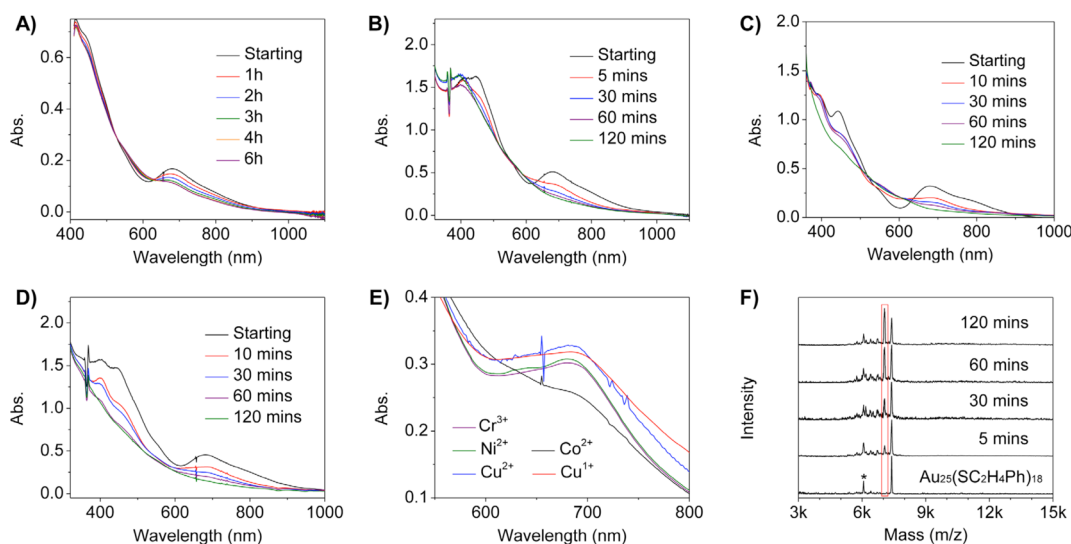 A)
Abs.
0.6
0.4
0.2
0.0
Starting
1h
2h
3h
4h
6h
400 600 800 1000
Wavelength (nm)
B)
Abs.
2.0
1.5
1.0
0.5
0.0
Starting
5 mins
30 mins
60 mins
120 mins
400 600 800 1000
Wavelength (nm)
C)
Abs.
2.0
1.5
1.0
0.5
0.0
Starting
10 mins
30 mins
60 mins
120 mins
400 600 800 1000
Wavelength (nm)
D)
Abs.
2.0
1.5
1.0
0.5
0.0
Starting
10 mins
30 mins
60 mins
120 mins
400 600 800 1000
Wavelength (nm)
E)
Abs.
0.4
0.3
0.2
0.1
Cr³⁺
Ni²⁺ Co²⁺
Cu²⁺ Cu¹⁺
600 700 800
Wavelength (nm)
F)
Intensity
120 mins
60 mins
30 mins
5 mins
* Au₂₅(SC₂H₄Ph)₁₈
3k 6k 9k 12k 15k
Mass (m/z)